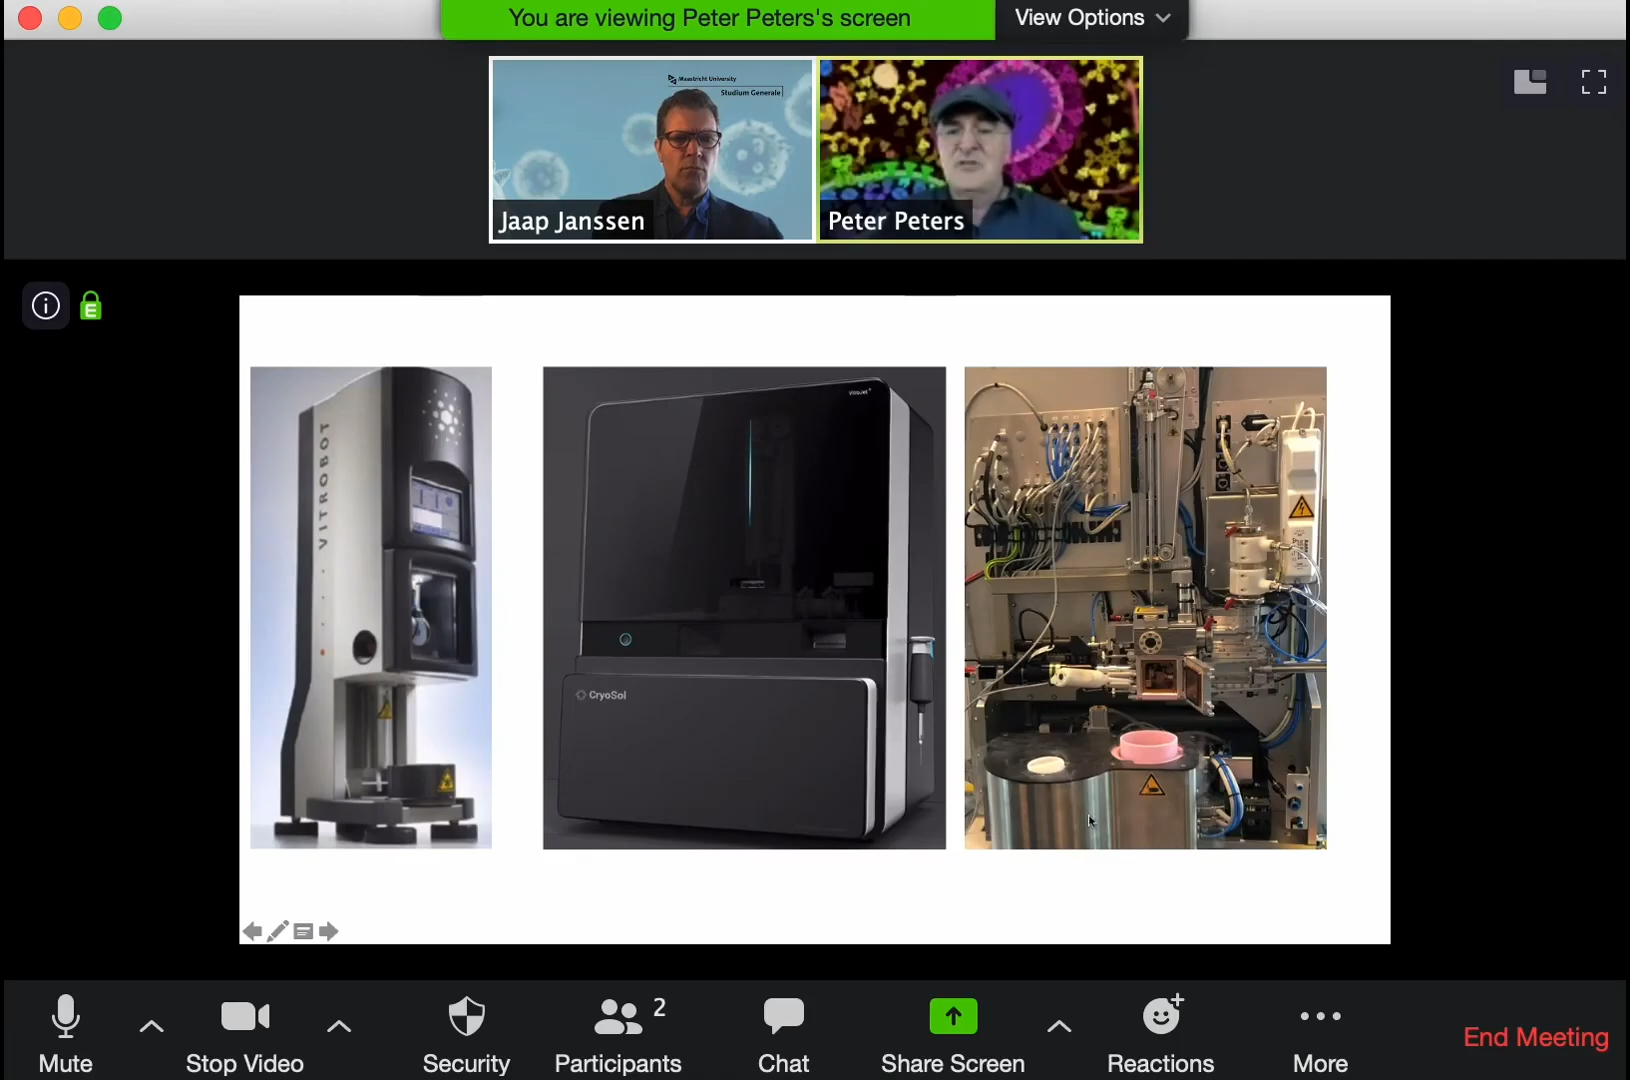 You are viewing Peter Peters's screen
View Options
Maastricht University
Studium Generale
Jaap Janssen
Peter Peters
E
VITROBOT
VitroJet
CryoSol
2
Mute
Stop Video
Security
Participants
Chat
Share Screen
Reactions
More
End Meeting